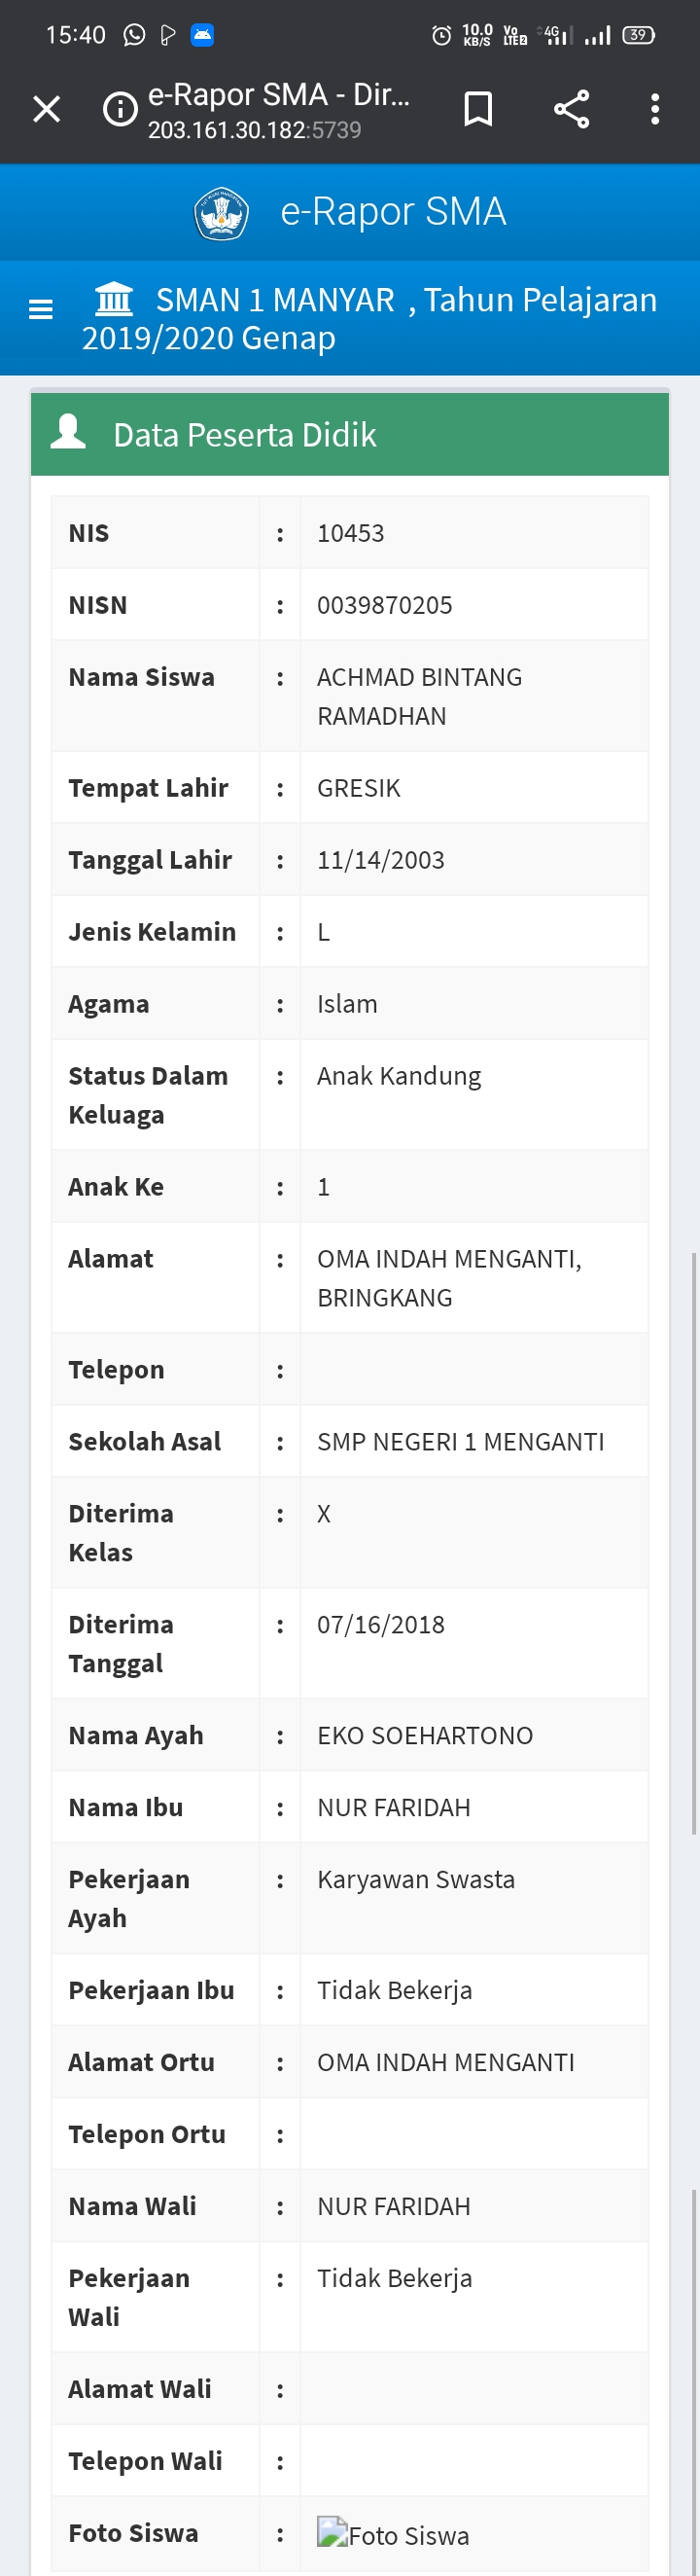 15:40 10.0 KB/S Vo LTE2 4G 39
e-Rapor SMA - Dir...
203.161.30.182:5739
e-Rapor SMA
SMAN 1 MANYAR , Tahun Pelajaran
2019/2020 Genap
Data Peserta Didik
NIS : 10453
NISN : 0039870205
Nama Siswa : ACHMAD BINTANG
RAMADHAN
Tempat Lahir : GRESIK
Tanggal Lahir : 11/14/2003
Jenis Kelamin : L
Agama : Islam
Status Dalam : Anak Kandung
Keluaga
Anak Ke : 1
Alamat : OMA INDAH MENGANTI,
BRINGKANG
Telepon :
Sekolah Asal : SMP NEGERI 1 MENGANTI
Diterima : X
Kelas
Diterima : 07/16/2018
Tanggal
Nama Ayah : EKO SOEHARTONO
Nama Ibu : NUR FARIDAH
Pekerjaan : Karyawan Swasta
Ayah
Pekerjaan Ibu : Tidak Bekerja
Alamat Ortu : OMA INDAH MENGANTI
Telepon Ortu :
Nama Wali : NUR FARIDAH
Pekerjaan : Tidak Bekerja
Wali
Alamat Wali :
Telepon Wali :
Foto Siswa : Foto Siswa